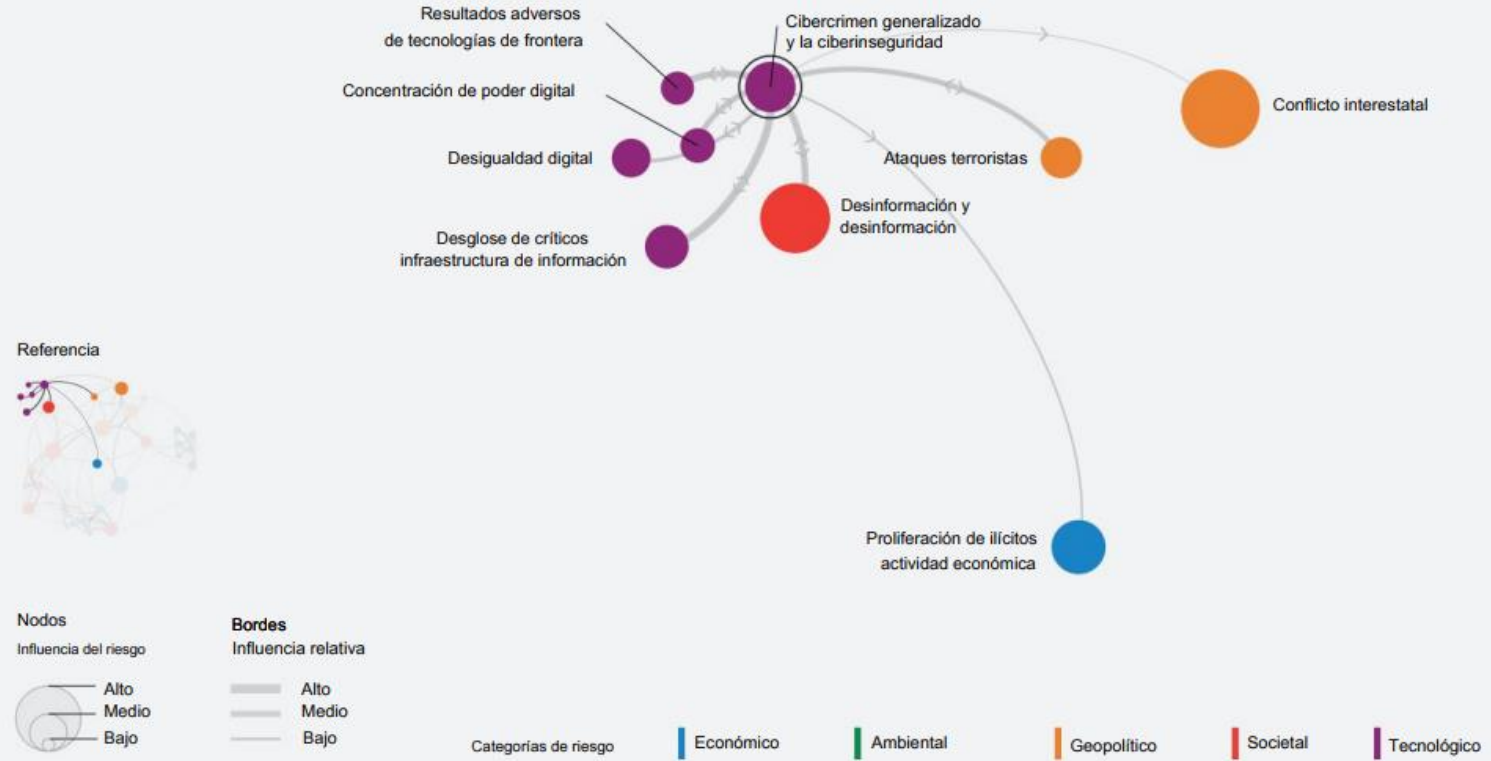 Resultados adversos
de tecnologías de frontera
Cibercrimen generalizado
y la ciberinseguridad
Concentración de poder digital
Conflicto interestatal
Desigualdad digital
Ataques terroristas
Desinformación y
desinformación
Desglose de críticos
infraestructura de información
Referencia
Proliferación de ilícitos
actividad económica
Nodos
Influencia del riesgo
Alto
Medio
Bajo
Bordes
Influencia relativa
Alto
Medio
Bajo
Categorías de riesgo
Económico
Ambiental
Geopolítico
Societal
Tecnológico